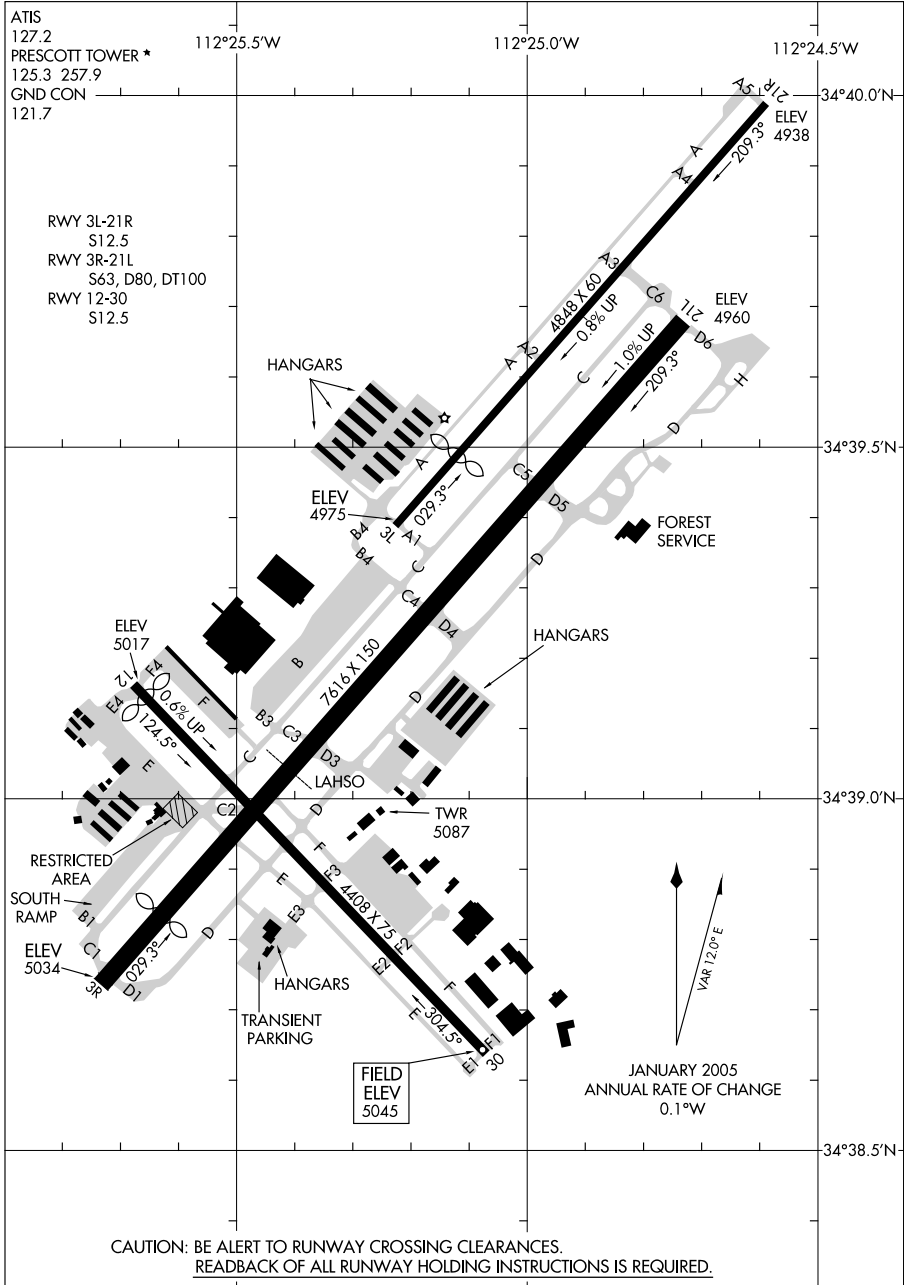 ATIS
127.2
PRESCOTT TOWER *
125.3 257.9
GND CON
121.7
112°25.5'W
112°25.0'W
112°24.5'W
34°40.0'N
A5
21R
ELEV
4938
209.3°
A
A4
RWY 3L-21R
S12.5
RWY 3R-21L
S63, D80, DT100
RWY 12-30
S12.5
A3
C6
21L
ELEV
4960
D6
4848 X 60
0.8% UP
1.0% UP
209.3°
A2
A
C
H
D
HANGARS
34°39.5'N
A
C5
D5
ELEV
4975
029.3°
3L
A1
B4
B4
C
FOREST
SERVICE
D
C4
D4
HANGARS
ELEV
5017
12
F4
E4
0.6% UP
124.5°
F
B
7616 X 150
D
B3
C3
D3
C
E
LAHSO
34°39.0'N
C2
D
TWR
5087
RESTRICTED
AREA
F
F3
E
E3
4408 X 75
SOUTH
RAMP
B1
C1
D
029.3°
ELEV
5034
3R
D1
HANGARS
TRANSIENT
PARKING
F2
E2
F
E
304.5°
F1
E1
30
FIELD
ELEV
5045
VAR 12.0° E
JANUARY 2005
ANNUAL RATE OF CHANGE
0.1°W
34°38.5'N
CAUTION: BE ALERT TO RUNWAY CROSSING CLEARANCES.
READBACK OF ALL RUNWAY HOLDING INSTRUCTIONS IS REQUIRED.